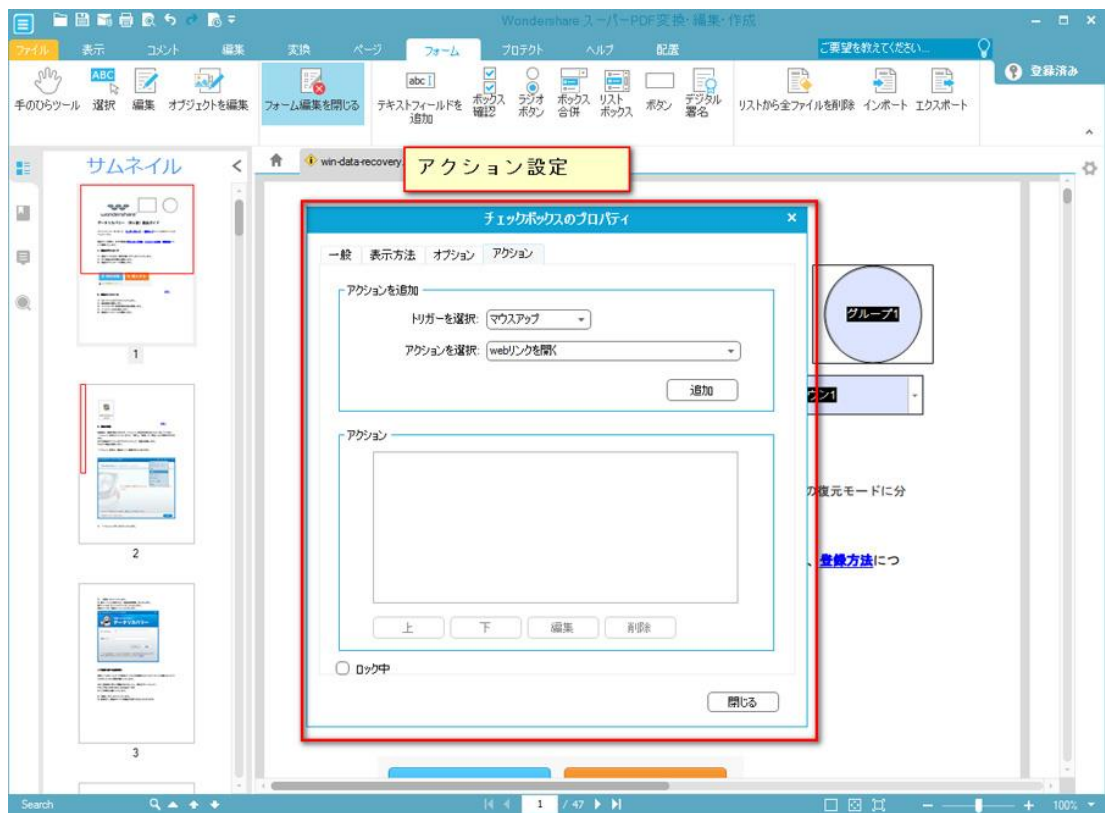 Wondershare スーパーPDF変換・編集・作成
ファイル 表示 コメント 編集 変換 ページ フォーム プロテクト ヘルプ 配置 ご要望を教えてください...
登録済み
手のひらツール 選択 編集 オブジェクトを編集 フォーム編集を閉じる テキストフィールドを追加 ボックス確認 ラジオボタン ボックス合併 リストボックス ボタン デジタル署名 リストから全ファイルを削除 インポート エクスポート
サムネイル
win-data-recovery.
アクション設定
チェックボックスのプロパティ
一般 表示方法 オプション アクション
アクションを追加
トリガーを選択: マウスアップ
アクションを選択: webリンクを開く
追加
アクション
上 下 編集 削除
ロック中
閉じる
グループ1
ウン1
の復元モードに分
、登録方法につ
1
2
3
Search
1 / 47
100%